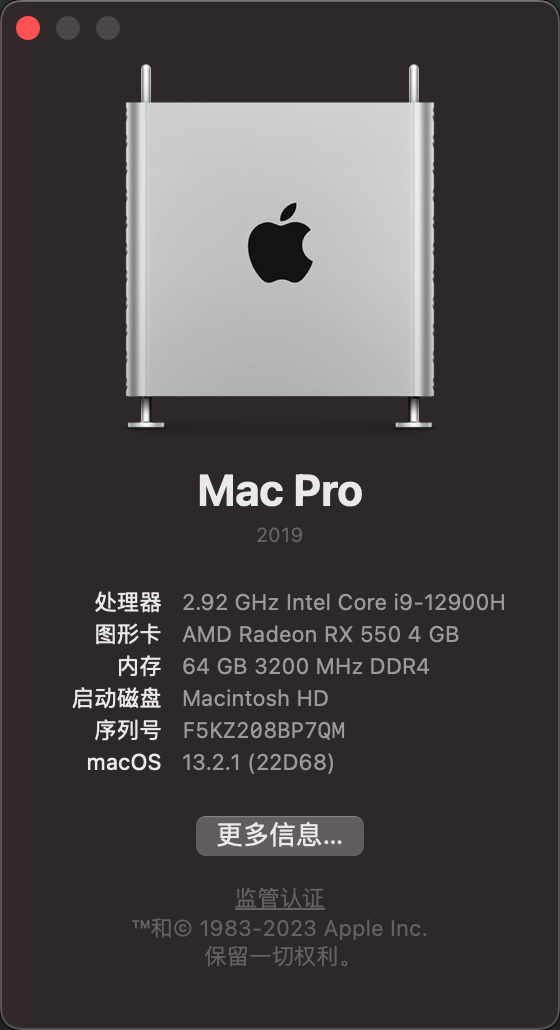 Mac Pro
2019
处理器 2.92 GHz Intel Core i9-12900H
图形卡 AMD Radeon RX 550 4 GB
内存 64 GB 3200 MHz DDR4
启动磁盘 Macintosh HD
序列号 F5KZ208BP7QM
macOS 13.2.1 (22D68)
更多信息...
监管认证
™和© 1983-2023 Apple Inc.
保留一切权利。